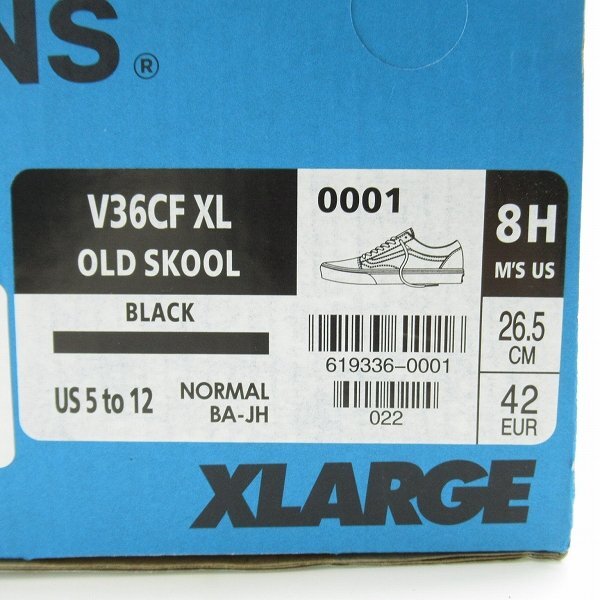 NS®
V36CF XL
OLD SKOOL
BLACK
US 5 to 12
NORMAL
BA-JH
0001
619336-0001
022
8H
M'S US
26.5
CM
42
EUR
XLARGE